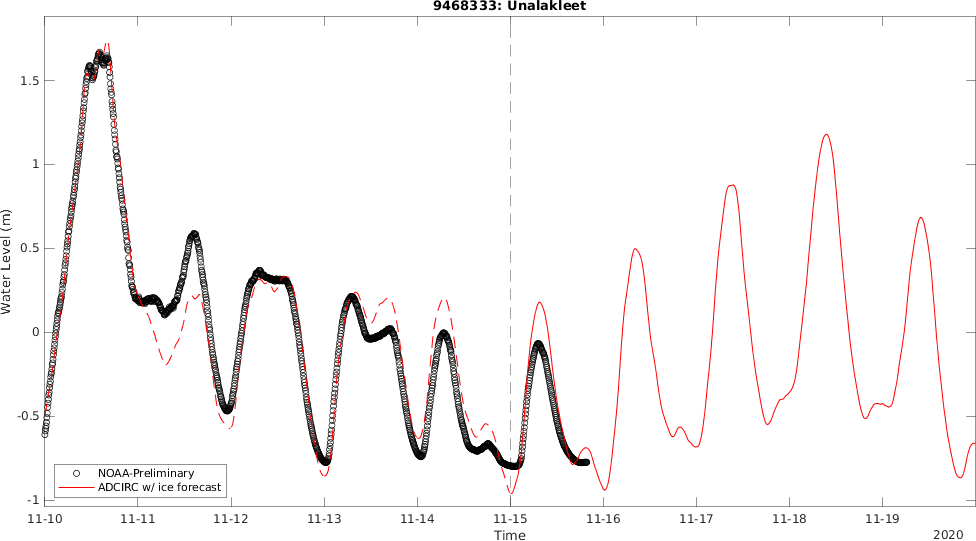 9468333: Unalakleet
1.5
1
0.5
0
-0.5
-1
Water Level (m)
NOAA-Preliminary
ADCIRC w/ ice forecast
11-10 11-11 11-12 11-13 11-14 11-15 11-16 11-17 11-18 11-19
Time
2020